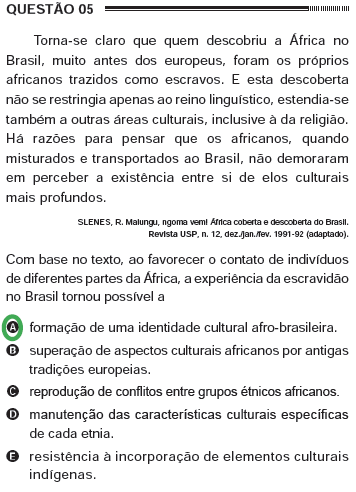 QUESTÃO 05
Torna-se claro que quem descobriu a África no
Brasil, muito antes dos europeus, foram os próprios
africanos trazidos como escravos. E esta descoberta
não se restringia apenas ao reino linguístico, estendia-se
também a outras áreas culturais, inclusive à da religião.
Há razões para pensar que os africanos, quando
misturados e transportados ao Brasil, não demoraram
em perceber a existência entre si de elos culturais
mais profundos.
SLENES, R. Malungu, ngoma vem! África coberta e descoberta do Brasil.
Revista USP, n. 12, dez./jan./fev. 1991-92 (adaptado).
Com base no texto, ao favorecer o contato de indivíduos
de diferentes partes da África, a experiência da escravidão
no Brasil tornou possível a
A formação de uma identidade cultural afro-brasileira.
B superação de aspectos culturais africanos por antigas
tradições europeias.
C reprodução de conflitos entre grupos étnicos africanos.
D manutenção das características culturais específicas
de cada etnia.
E resistência à incorporação de elementos culturais
indígenas.